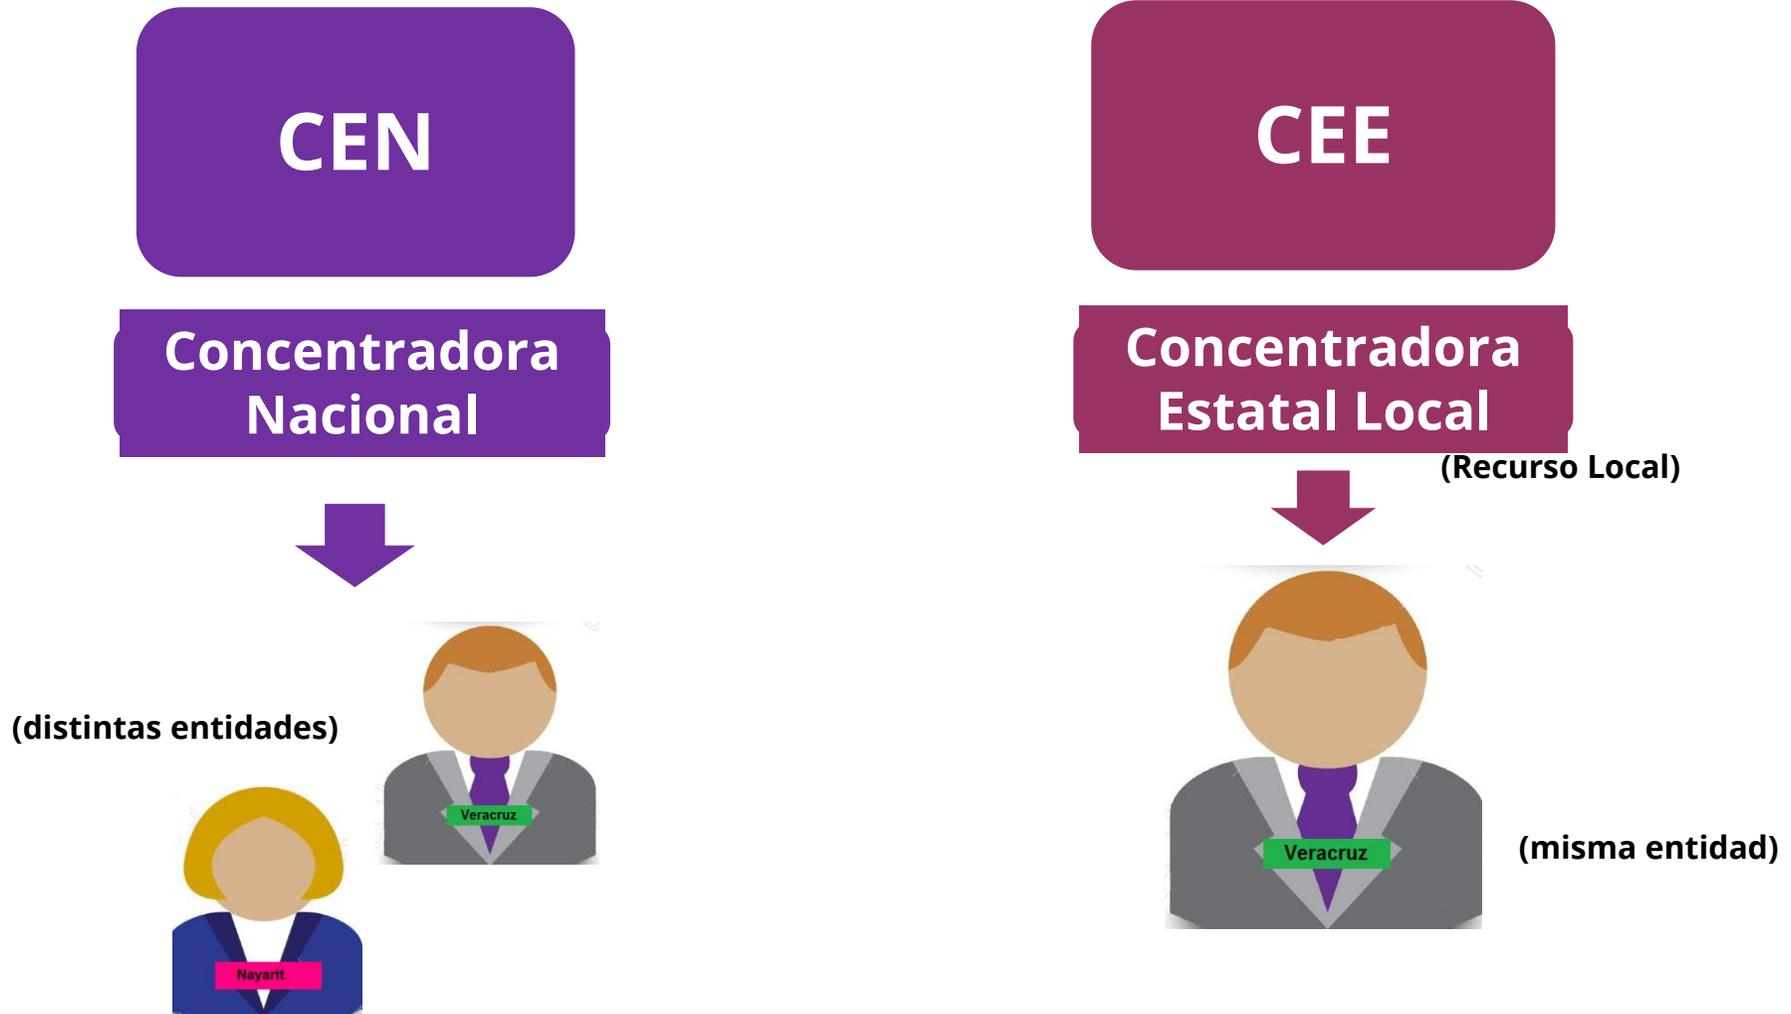 CEN
Concentradora
Nacional
(distintas entidades)
Veracruz
Nayarit
CEE
Concentradora
Estatal Local
(Recurso Local)
Veracruz
(misma entidad)